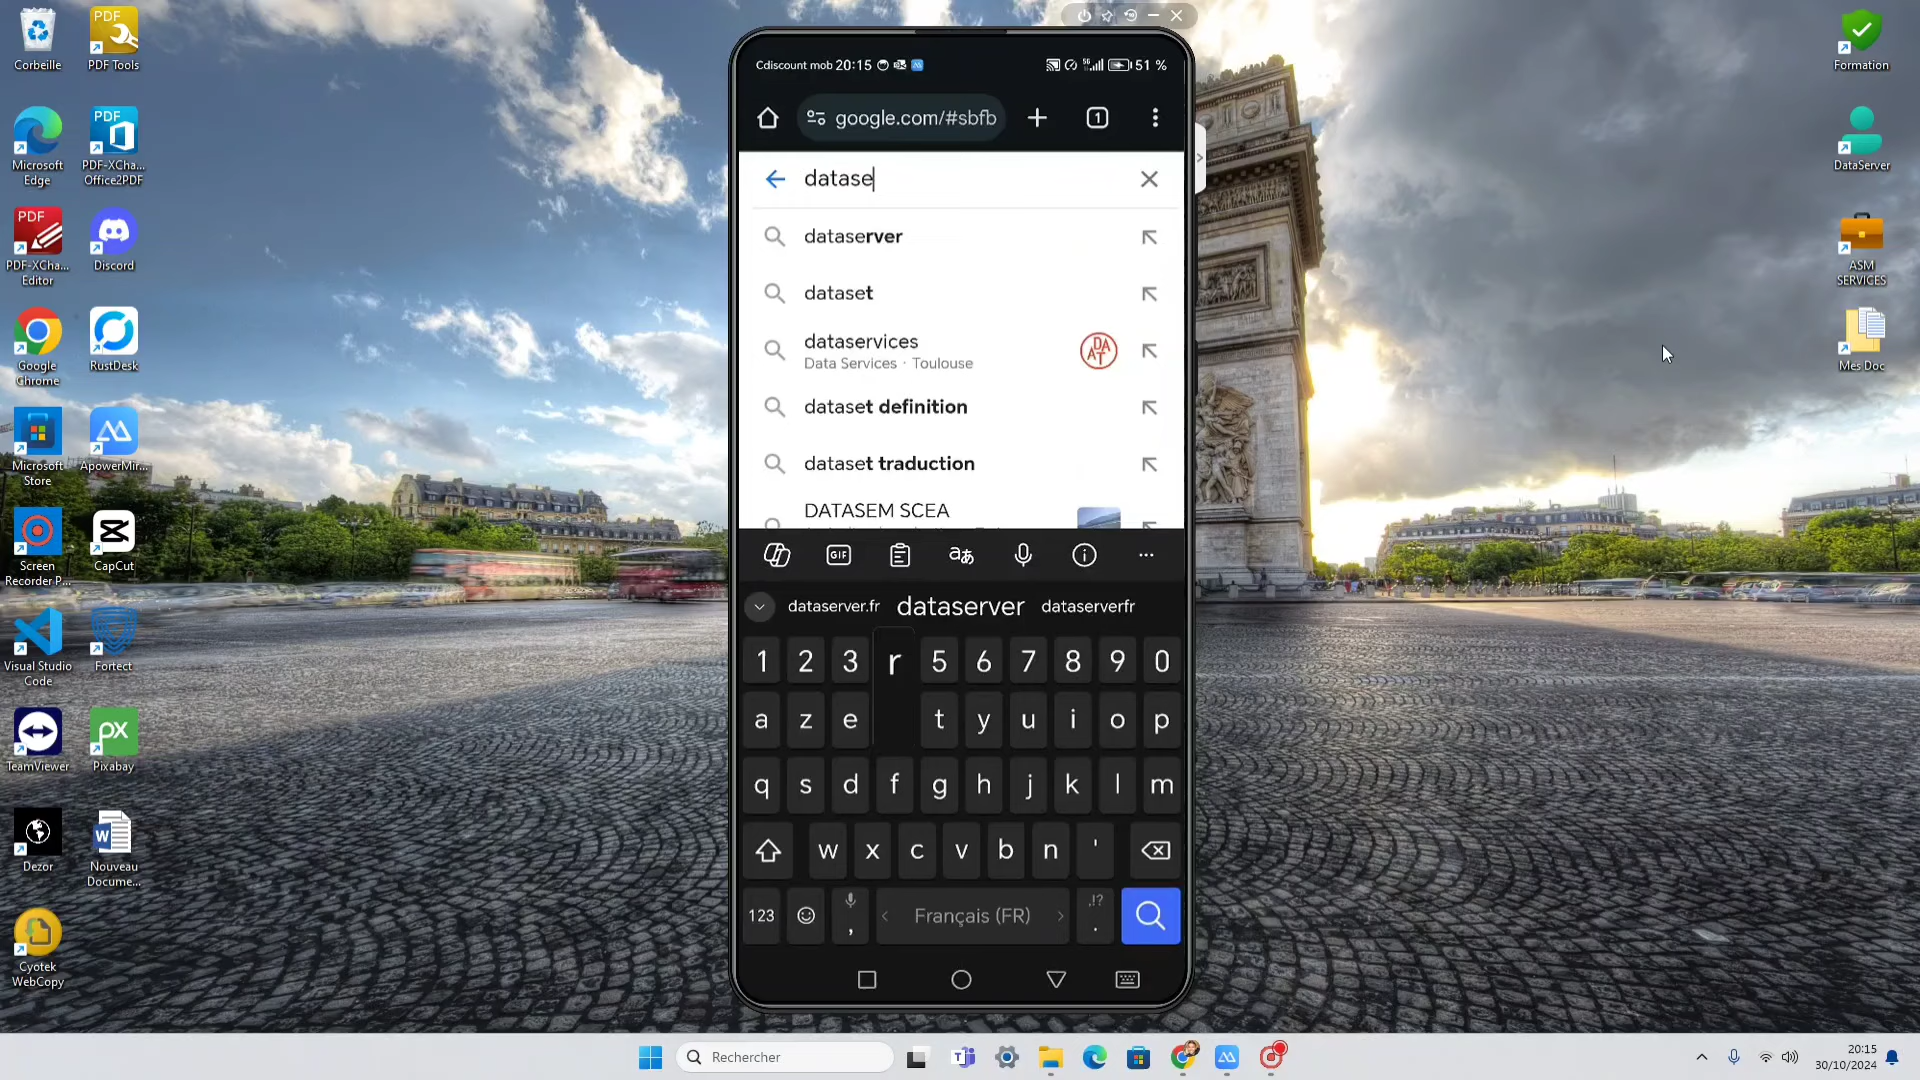 Corbeille
PDF Tools
Microsoft
Edge
PDF-XCha...
Office2PDF
PDF-XCha...
Editor
Discord
Google
Chrome
RustDesk
Microsoft
Store
ApowerMir...
Screen
Recorder P...
CapCut
Visual Studio
Code
Fortect
TeamViewer
Pixabay
Dezor
Nouveau
Docume...
Cyotek
WebCopy
Cdiscount mob 20:15
51 %
google.com/#sbfb
1
datase
dataserver
dataset
dataservices
Data Services · Toulouse
dataset definition
dataset traduction
DATASEM SCEA
GIF
dataserver.fr dataserver dataserverfr
1 2 3 r 5 6 7 8 9 0
a z e t y u i o p
q s d f g h j k l m
w x c v b n '
123 , Français (FR) .!? .
Formation
DataServer
ASM
SERVICES
Mes Doc
Rechercher
20:15
30/10/2024